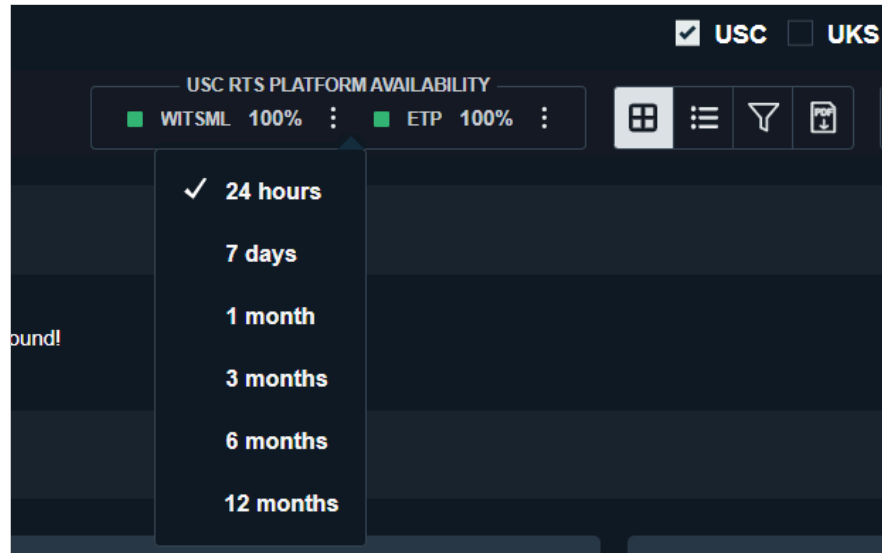 USC UKS
USC RTS PLATFORM AVAILABILITY
WITSML 100% ETP 100%
PDF
24 hours
7 days
1 month
ound!
3 months
6 months
12 months